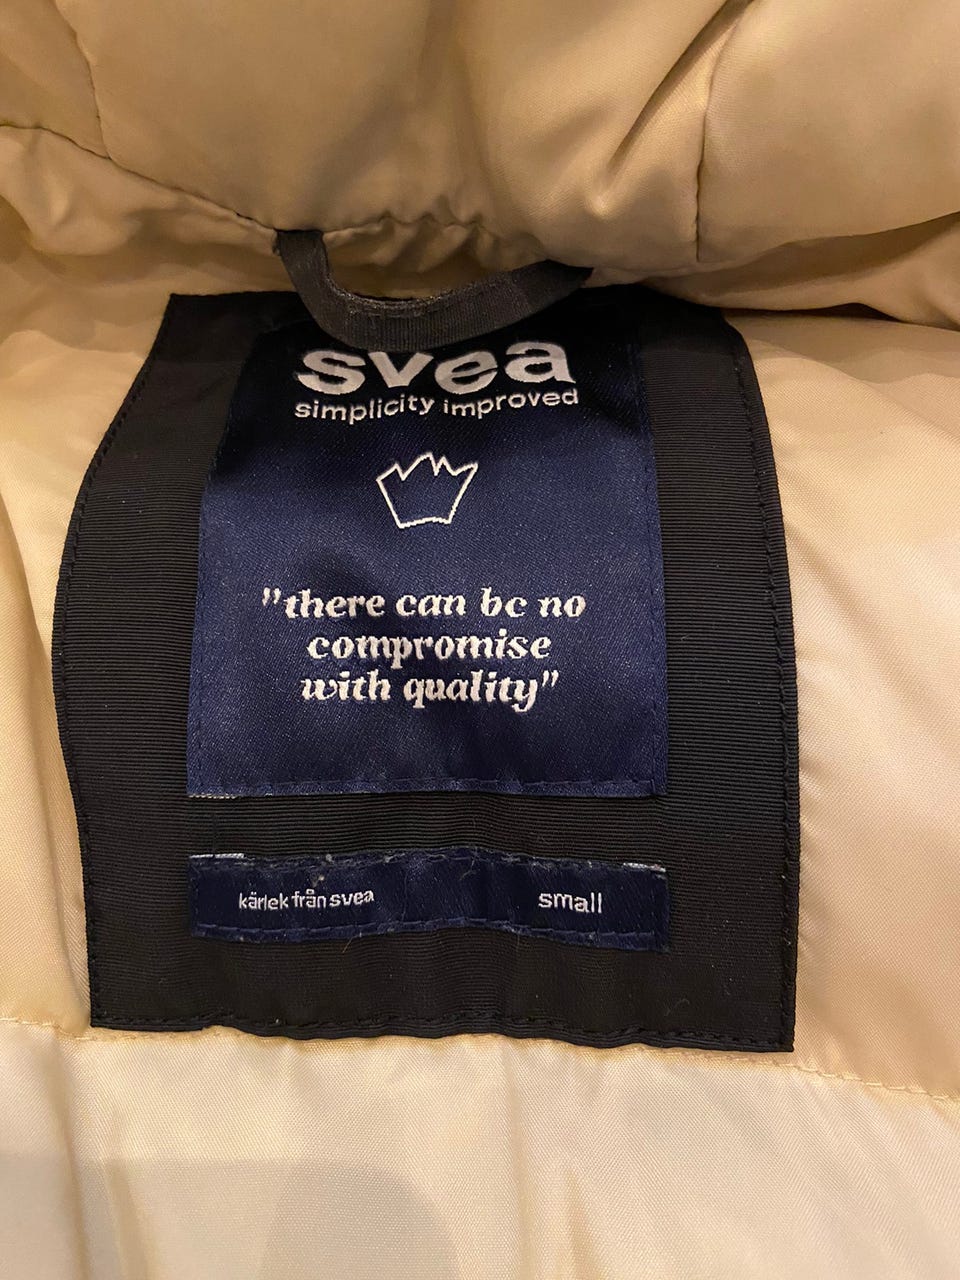 svea
simplicity improved
"there can be no
compromise
with quality"
kärlek från svea
small